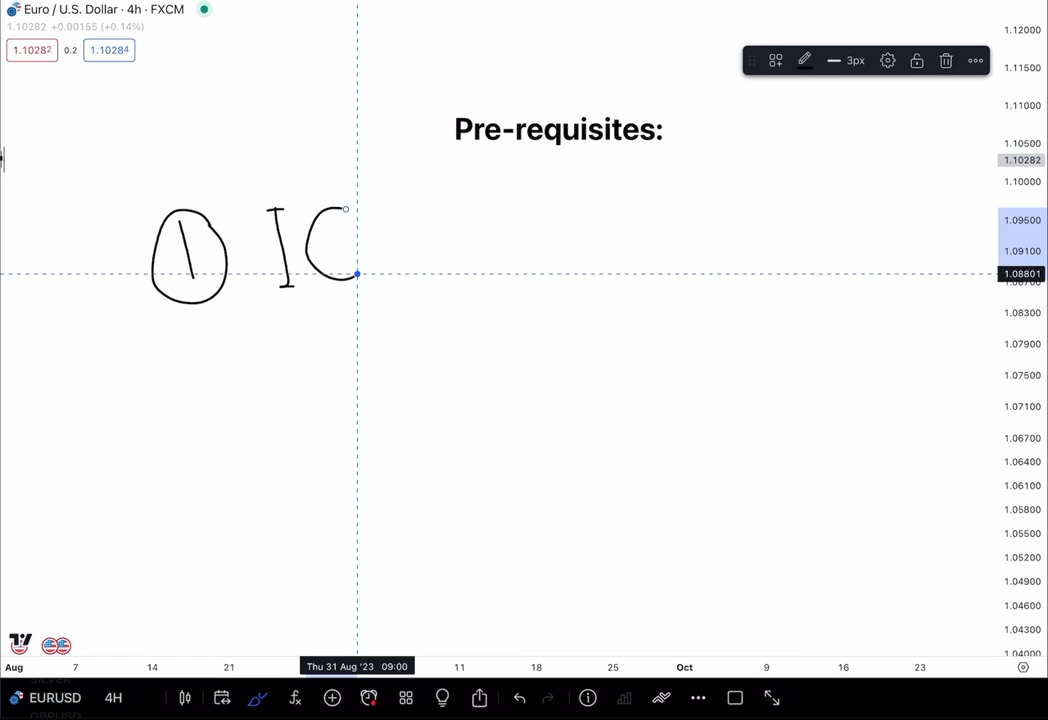 Euro / U.S. Dollar · 4h · FXCM
1.10282 +0.00155 (+0.14%)
1.10282 0.2 1.10284
3px
Pre-requisites:
1 IC
1.12000
1.11500
1.11000
1.10500
1.10282
1.10000
1.09500
1.09100
1.08801
1.08300
1.07900
1.07500
1.07100
1.06700
1.06400
1.06100
1.05800
1.05500
1.05200
1.04900
1.04600
1.04300
1.04000
Aug 7 14 21 Thu 31 Aug '23 09:00 11 18 25 Oct 9 16 23
SILVER
EURUSD 4H
GBPUSD